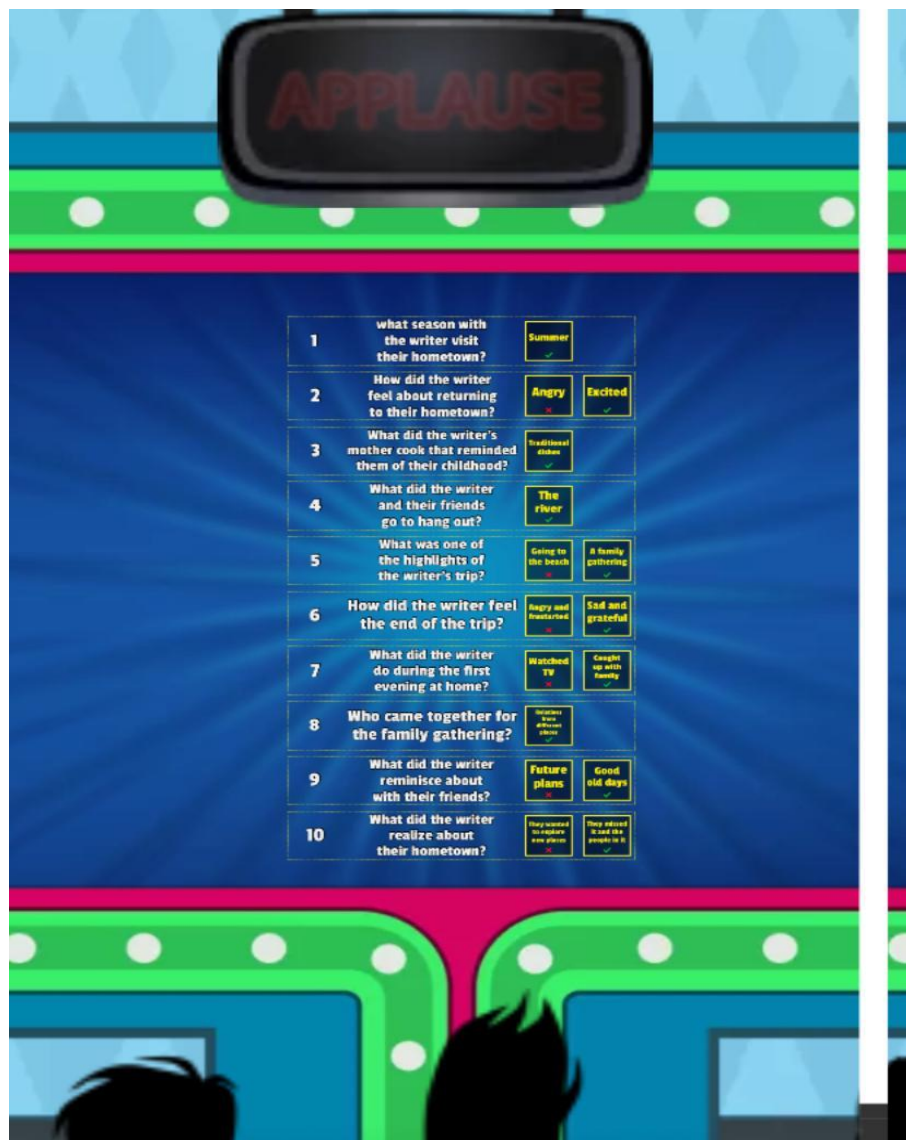 APPLAUSE
1
what season with
the writer visit
their hometown?
Summer
2
How did the writer
feel about returning
to their hometown?
Angry
Excited
3
What did the writer's
mother cook that reminded
them of their childhood?
Traditional
dishes
4
What did the writer
and their friends
go to hang out?
The
river
5
What was one of
the highlights of
the writer's trip?
Going to
the beach
A family
gathering
6
How did the writer feel
the end of the trip?
Angry and
frustarted
Sad and
grateful
7
What did the writer
do during the first
evening at home?
Watched
TV
Caught
up with
family
8
Who came together for
the family gathering?
Relatives
from
different
places
9
What did the writer
reminisce about
with their friends?
Future
plans
Good
old days
10
What did the writer
realize about
their hometown?
They wanted
to explore
new places
They missed
it and the
people in it